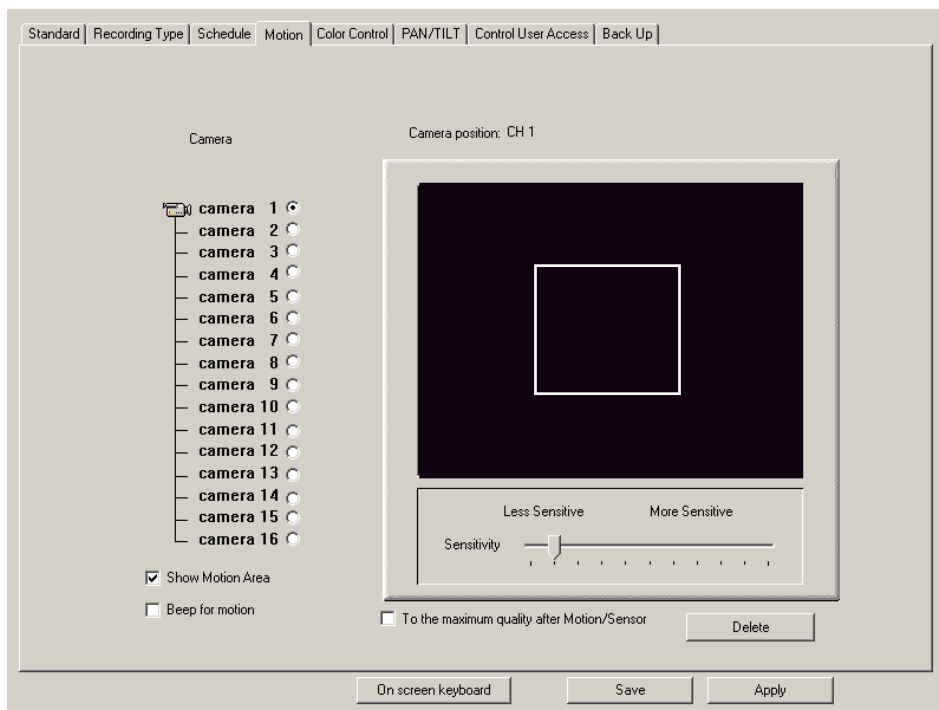 Standard Recording Type Schedule Motion Color Control PAN/TILT Control User Access Back Up
Camera
Camera position: CH 1
camera 1
camera 2
camera 3
camera 4
camera 5
camera 6
camera 7
camera 8
camera 9
camera 10
camera 11
camera 12
camera 13
camera 14
camera 15
camera 16
Show Motion Area
Beep for motion
Less Sensitive More Sensitive
Sensitivity
To the maximum quality after Motion/Sensor
Delete
On screen keyboard Save Apply